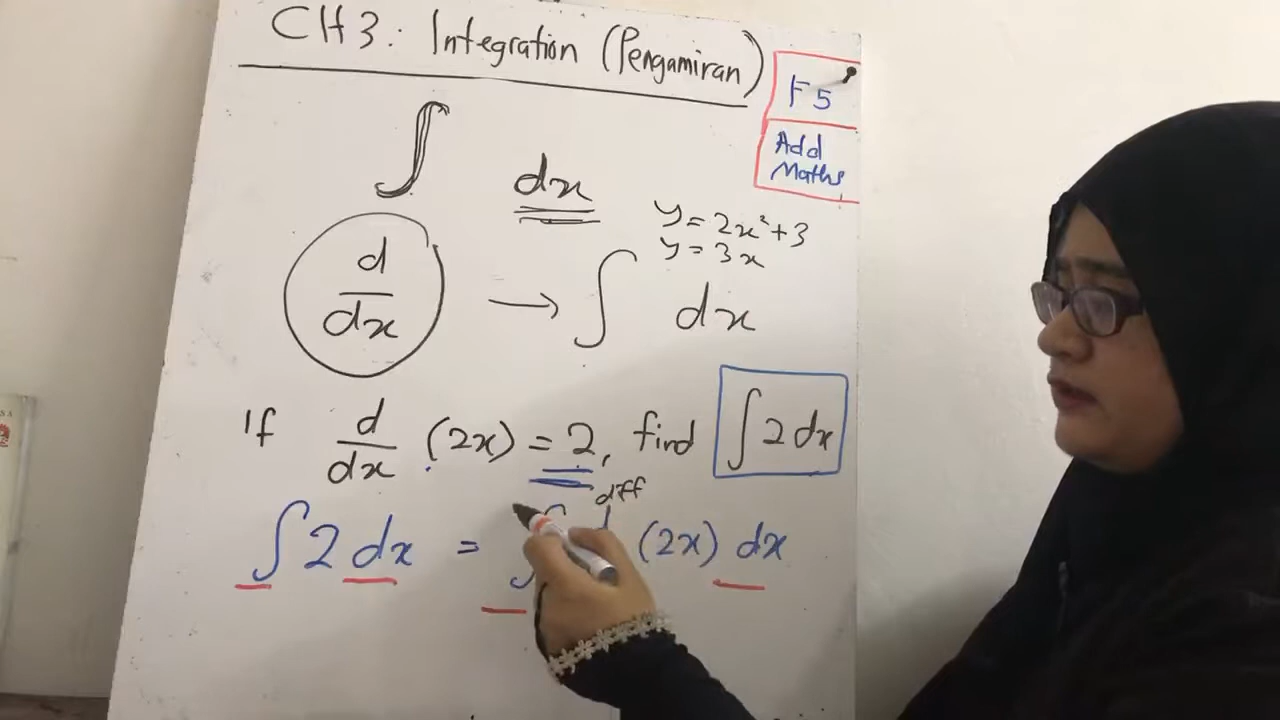 CH3: Integration (Pengamiran)
F5
Add
Maths
∫ dx
y = 2x² + 3
y = 3x
d/dx → ∫ dx
If d/dx (2x) = 2, find ∫ 2 dx
diff
∫ 2 dx = ∫ d (2x) dx